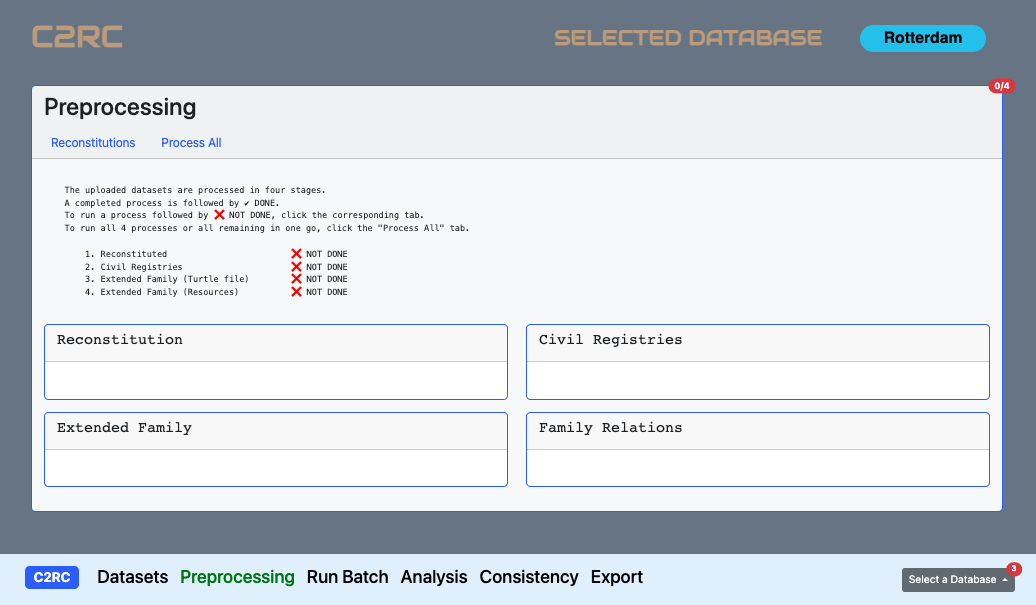 C2RC
SELECTED DATABASE
Rotterdam
0/4
Preprocessing
Reconstitutions Process All
The uploaded datasets are processed in four stages.
A completed process is followed by ✔ DONE.
To run a process followed by ❌ NOT DONE, click the corresponding tab.
To run all 4 processes or all remaining in one go, click the "Process All" tab.
1. Reconstituted ❌ NOT DONE
2. Civil Registries ❌ NOT DONE
3. Extended Family (Turtle file) ❌ NOT DONE
4. Extended Family (Resources) ❌ NOT DONE
Reconstitution
Civil Registries
Extended Family
Family Relations
C2RC Datasets Preprocessing Run Batch Analysis Consistency Export
Select a Database
3